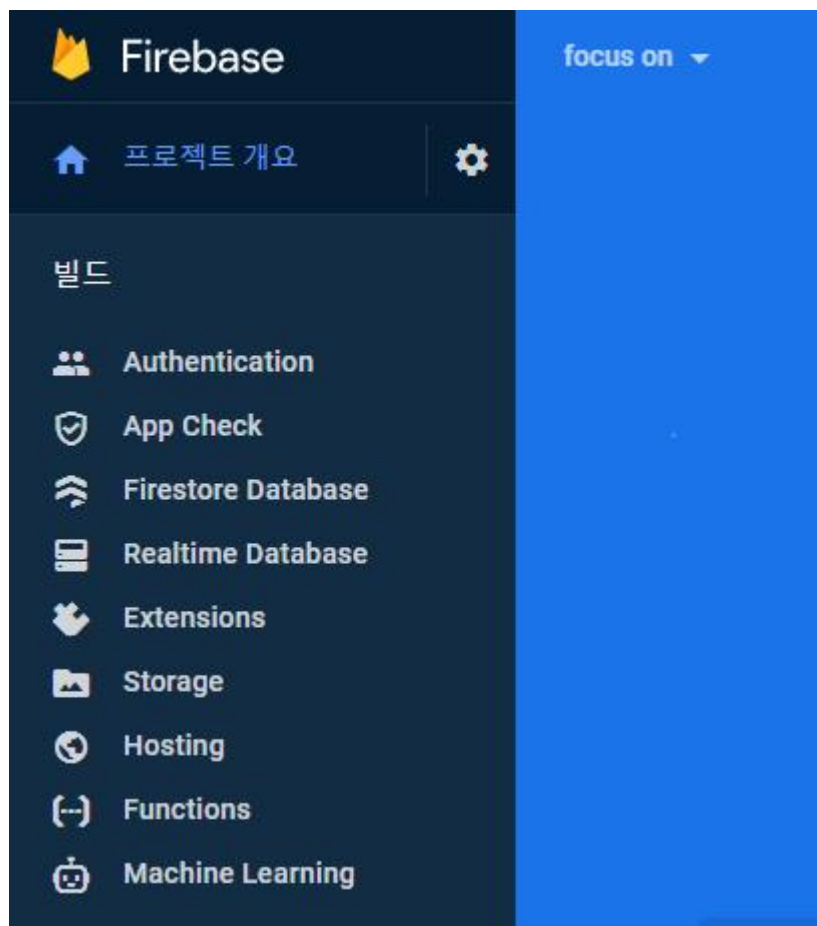 Firebase
focus on
프로젝트 개요
빌드
Authentication
App Check
Firestore Database
Realtime Database
Extensions
Storage
Hosting
Functions
Machine Learning